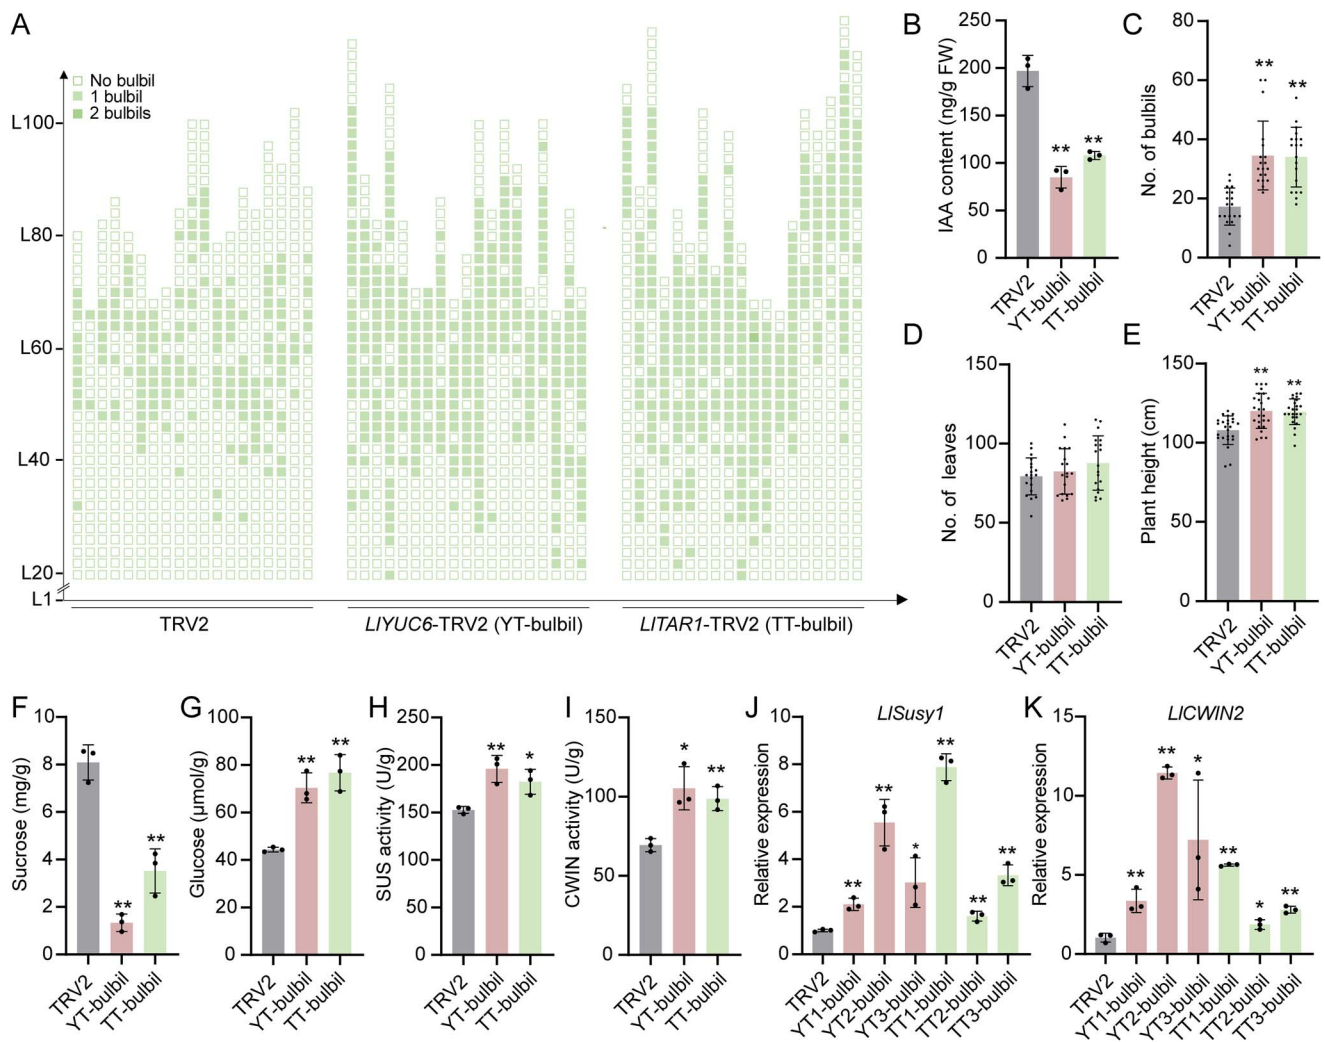 A
No bulbil
1 bulbil
2 bulbils
L100
L80
L60
L40
L20
L1
TRV2
LIYUC6-TRV2 (YT-bulbil)
LITAR1-TRV2 (TT-bulbil)
B
IAA content (ng/g FW)
250
200
150
100
50
0
**
**
TRV2
YT-bulbil
TT-bulbil
C
No. of bulbils
80
60
40
20
0
**
**
TRV2
YT-bulbil
TT-bulbil
D
No. of leaves
150
100
50
0
TRV2
YT-bulbil
TT-bulbil
E
Plant height (cm)
150
100
50
0
**
**
TRV2
YT-bulbil
TT-bulbil
F
Sucrose (mg/g)
10
8
6
4
2
0
**
**
TRV2
YT-bulbil
TT-bulbil
G
Glucose (μmol/g)
100
80
60
40
20
0
**
**
TRV2
YT-bulbil
TT-bulbil
H
SUS activity (U/g)
250
200
150
100
50
0
**
*
TRV2
YT-bulbil
TT-bulbil
I
CWIN activity (U/g)
150
100
50
0
*
**
TRV2
YT-bulbil
TT-bulbil
J
LlSusy1
Relative expression
10
8
6
4
2
0
**
**
*
**
**
**
TRV2
YT1-bulbil
YT2-bulbil
YT3-bulbil
TT1-bulbil
TT2-bulbil
TT3-bulbil
K
LlCWIN2
Relative expression
15
10
5
0
**
**
*
**
*
**
TRV2
YT1-bulbil
YT2-bulbil
YT3-bulbil
TT1-bulbil
TT2-bulbil
TT3-bulbil